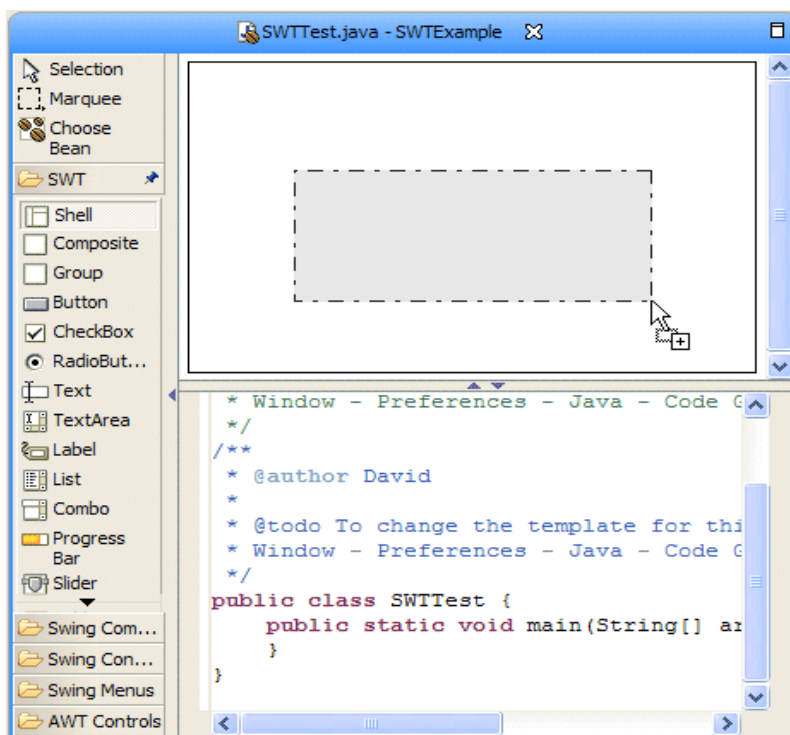 SWTTest.java - SWTExample
Selection
Marquee
Choose
Bean
SWT
Shell
Composite
Group
Button
CheckBox
RadioBut...
Text
TextArea
Label
List
Combo
Progress
Bar
Slider
Swing Com...
Swing Con...
Swing Menus
AWT Controls
* Window - Preferences - Java - Code G
*/
/**
* @author David
*
* @todo To change the template for thi
* Window - Preferences - Java - Code G
*/
public class SWTTest {
public static void main(String[] ar
}
}